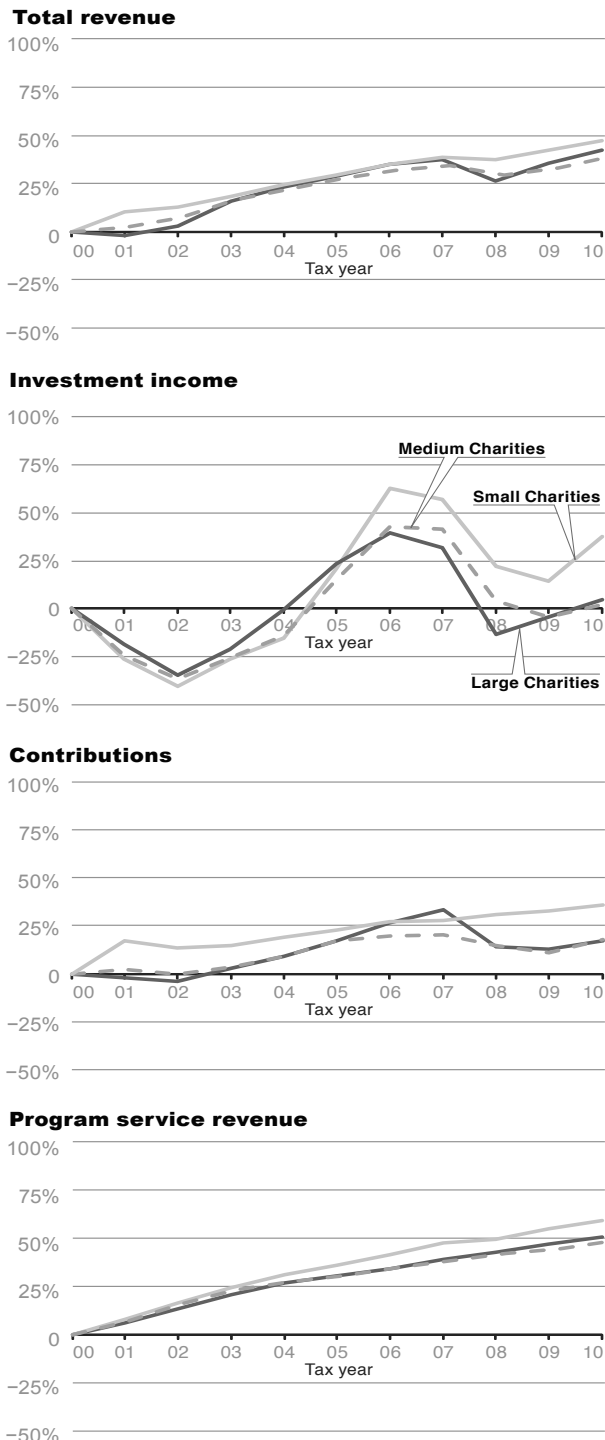 Total revenue
100%
75%
50%
25%
0
00 01 02 03 04 05 06 07 08 09 10
Tax year
−25%
−50%
Investment income
100%
75%
Medium Charities
50%
Small Charities
25%
0
00 01 02 03 04 05 06 07 08 09 10
Tax year
−25%
Large Charities
−50%
Contributions
100%
75%
50%
25%
0
00 01 02 03 04 05 06 07 08 09 10
Tax year
−25%
−50%
Program service revenue
100%
75%
50%
25%
0
00 01 02 03 04 05 06 07 08 09 10
Tax year
−25%
−50%